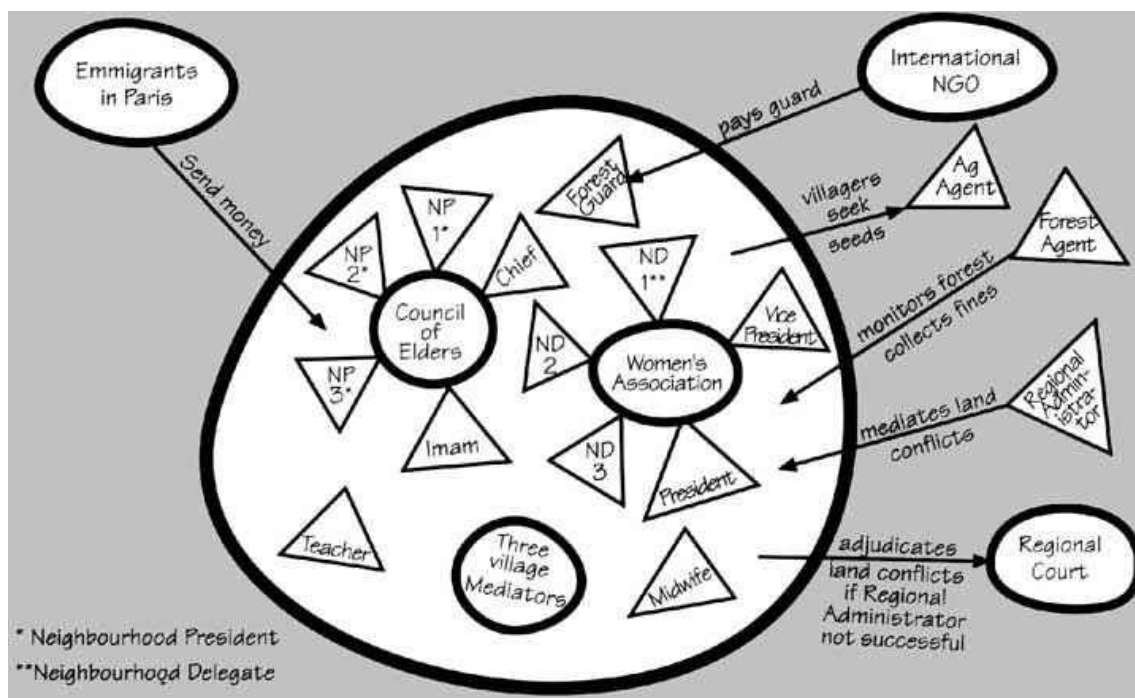 Emmigrants
in Paris
International
NGO
pays guard
Send money
Forest
Guard
Ag
Agent
villagers
seek
seeds
Forest
Agent
NP
1*
NP
2*
Chief
ND
1**
Vice
President
Council
of
Elders
ND
2
Women's
Association
monitors forest
collects fines
NP
3*
Regional
Admin-
istra-
tor
mediates land
conflicts
Imam
ND
3
President
Teacher
Three
village
Mediators
Midwife
adjudicates
land conflicts
if Regional
Administrator
not successful
Regional
Court
* Neighbourhood President
**Neighbourhood Delegate